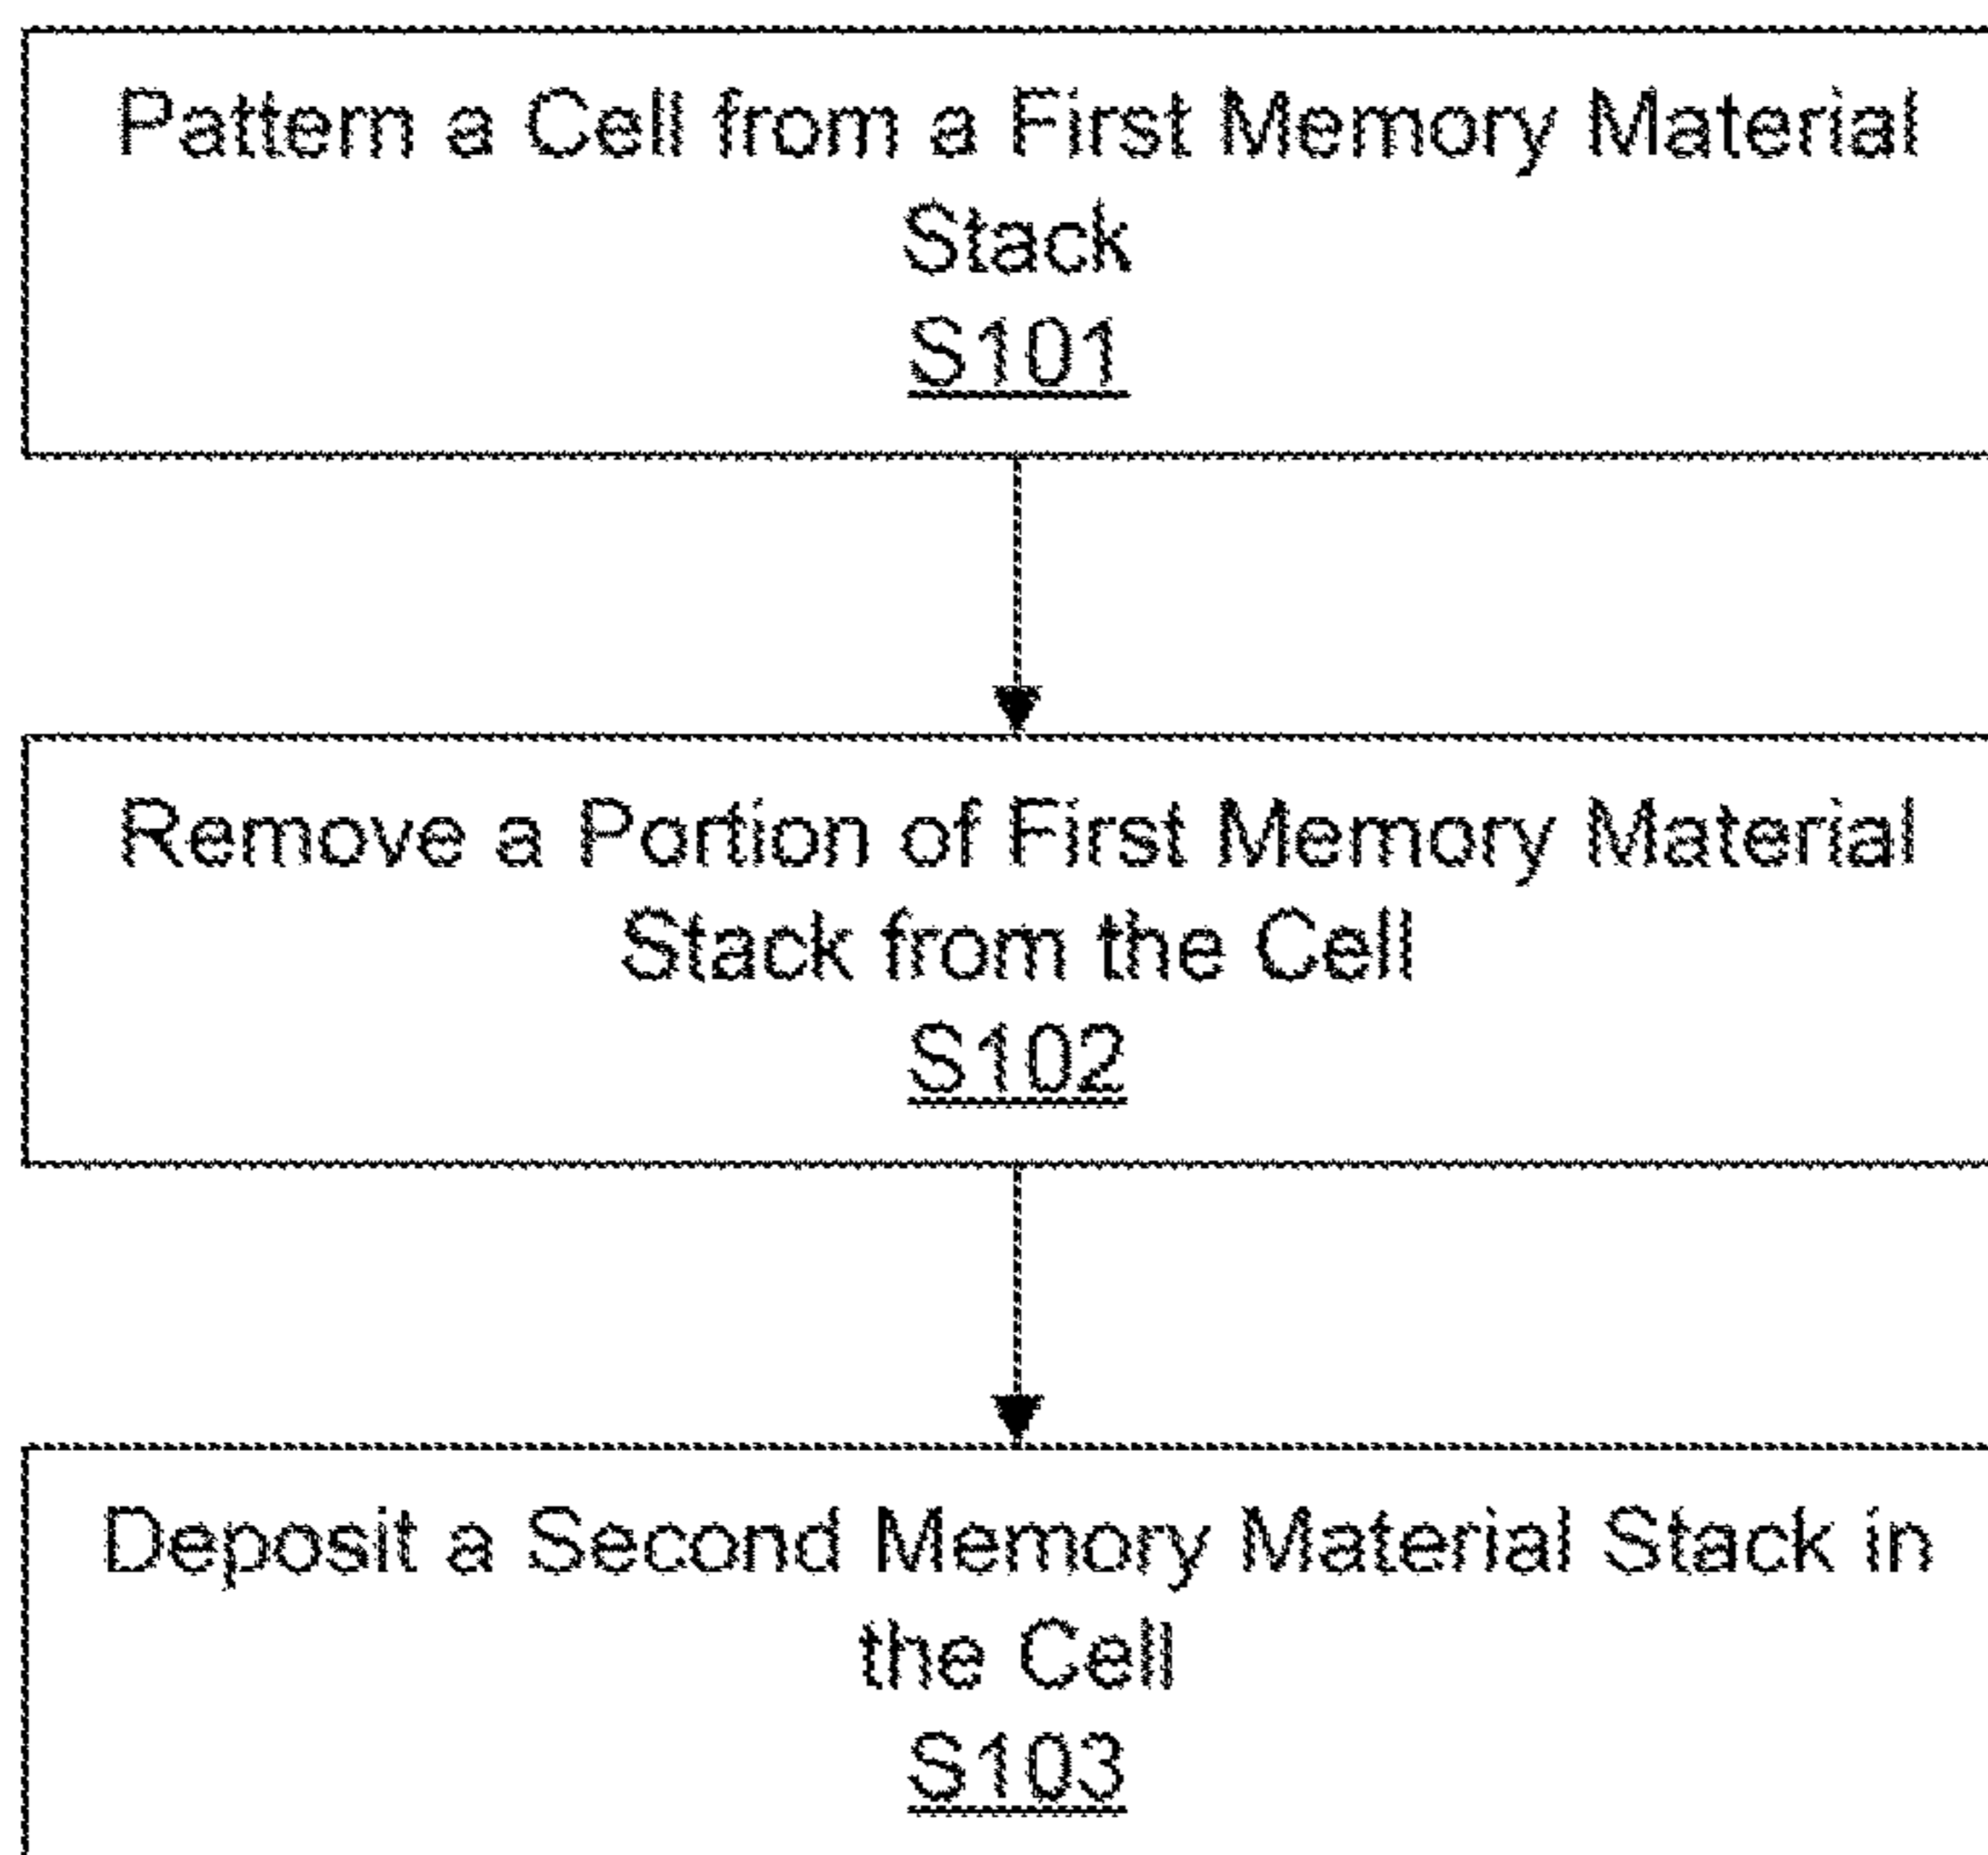 Pattern a Cell from a First Memory Material
Stack
S101
Remove a Portion of First Memory Material
Stack from the Cell
S102
Deposit a Second Memory Material Stack in
the Cell
S103